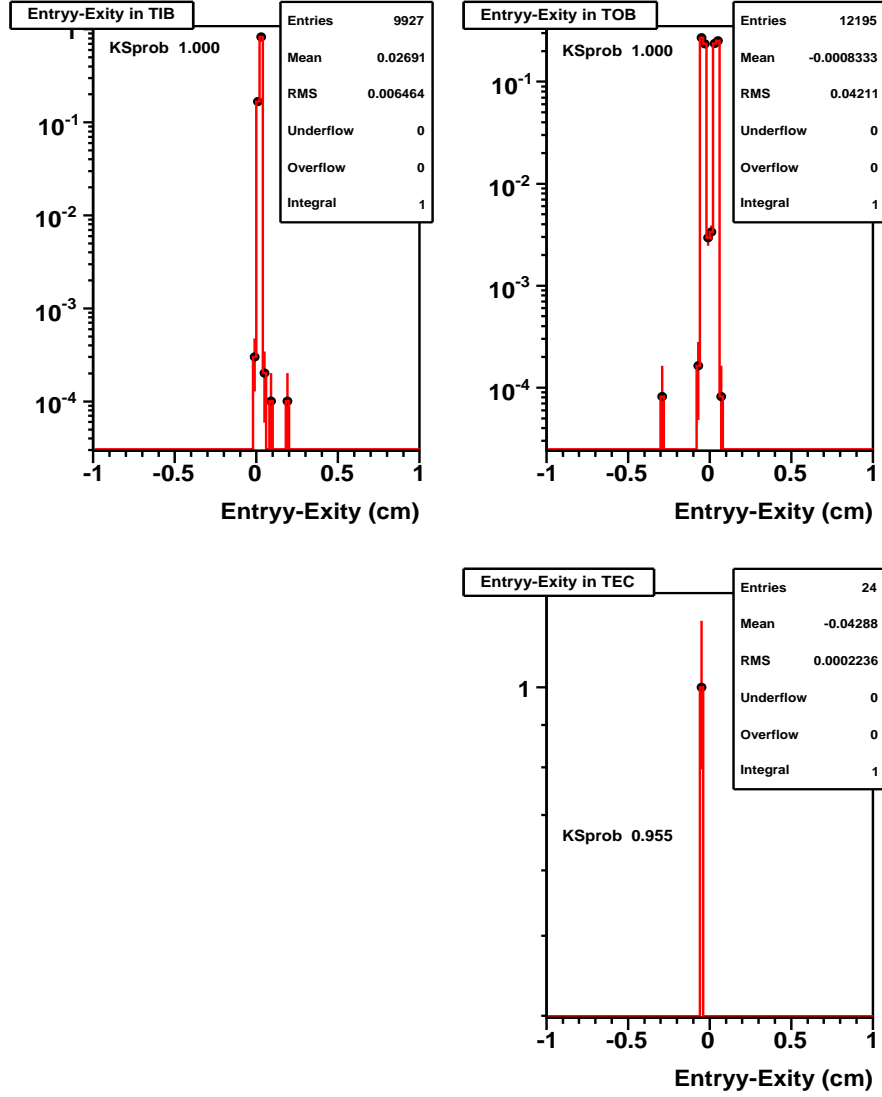 Entryy-Exity in TIB
KSprob 1.000
Entries 9927
Mean 0.02691
RMS 0.006464
Underflow 0
Overflow 0
Integral 1
1
10-1
10-2
10-3
10-4
-1 -0.5 0 0.5 1
Entryy-Exity (cm)
Entryy-Exity in TOB
KSprob 1.000
Entries 12195
Mean -0.0008333
RMS 0.04211
Underflow 0
Overflow 0
Integral 1
10-1
10-2
10-3
10-4
-1 -0.5 0 0.5 1
Entryy-Exity (cm)
Entryy-Exity in TEC
Entries 24
Mean -0.04288
RMS 0.0002236
Underflow 0
Overflow 0
Integral 1
1
KSprob 0.955
-1 -0.5 0 0.5 1
Entryy-Exity (cm)